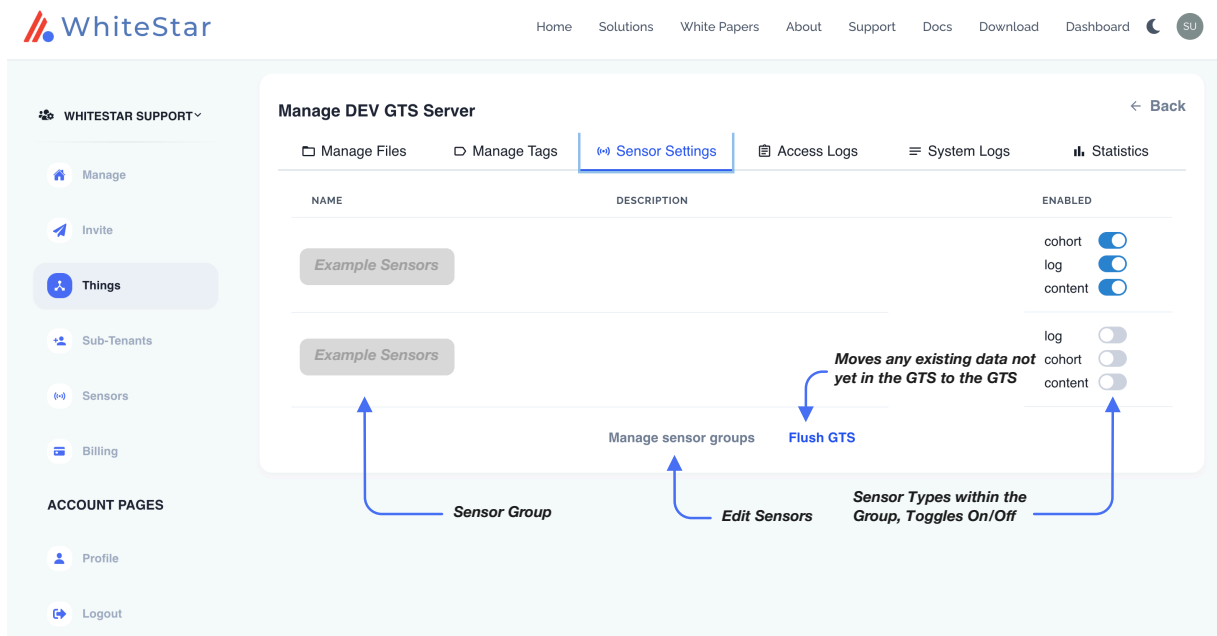 WhiteStar
Home Solutions White Papers About Support Docs Download Dashboard SU
WHITESTAR SUPPORT
Manage
Invite
Things
Sub-Tenants
Sensors
Billing
ACCOUNT PAGES
Profile
Logout
Manage DEV GTS Server
Back
Manage Files Manage Tags Sensor Settings Access Logs System Logs Statistics
NAME DESCRIPTION ENABLED
Example Sensors
cohort
log
content
Example Sensors
log
cohort
content
Moves any existing data not
yet in the GTS to the GTS
Manage sensor groups Flush GTS
Sensor Group
Edit Sensors
Sensor Types within the
Group, Toggles On/Off